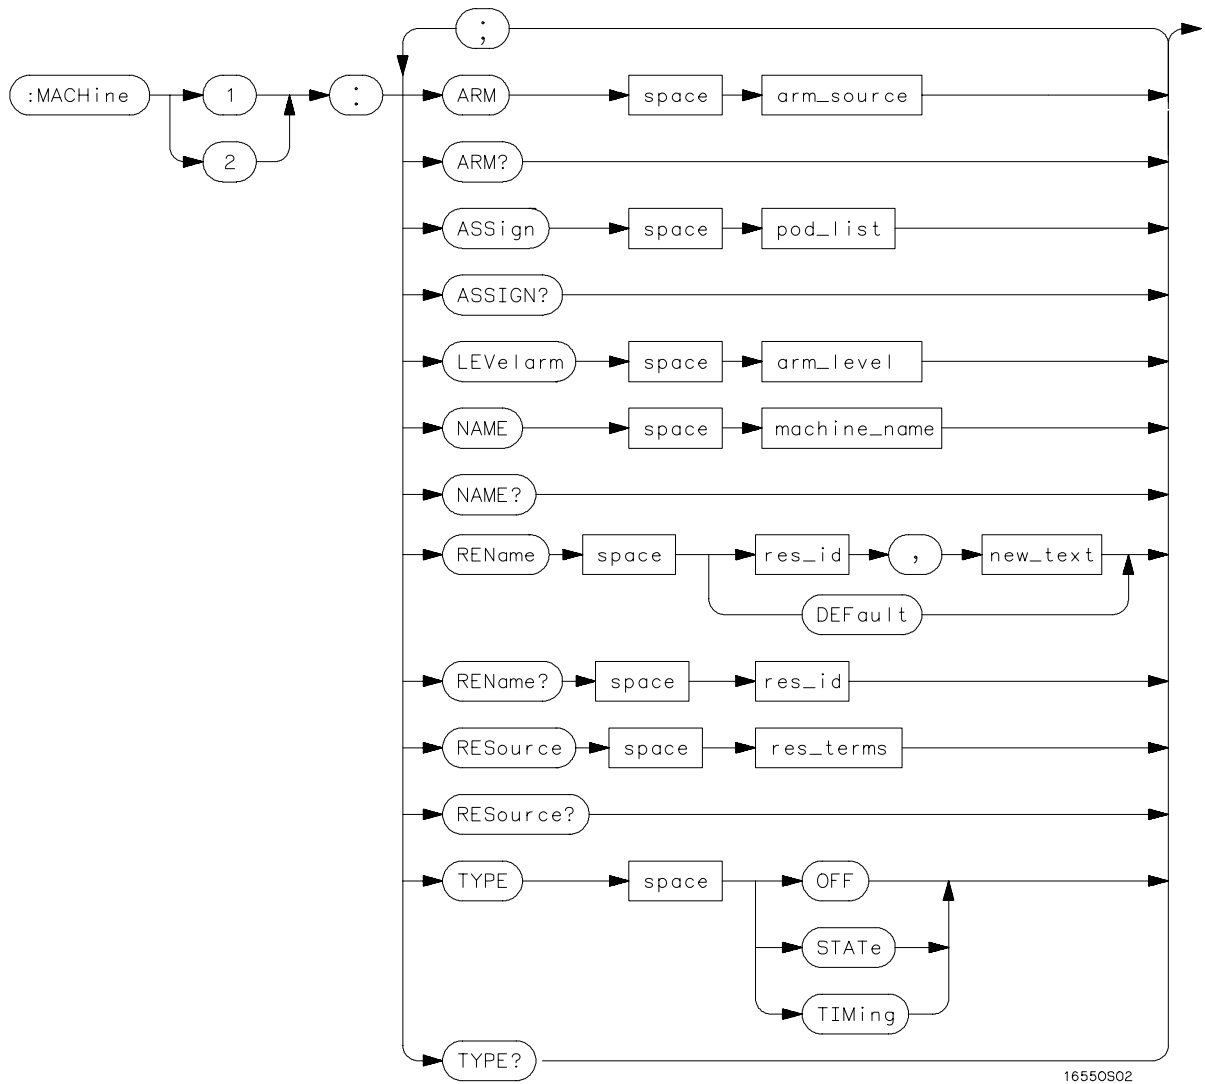 ;
:MACHine 1 : ARM space arm_source
2 ARM?
ASSign space pod_list
ASSIGN?
LEVelarm space arm_level
NAME space machine_name
NAME?
REName space res_id , new_text
DEFault
REName? space res_id
RESource space res_terms
RESource?
TYPE space OFF
STATe
TIMing
TYPE?
16550S02